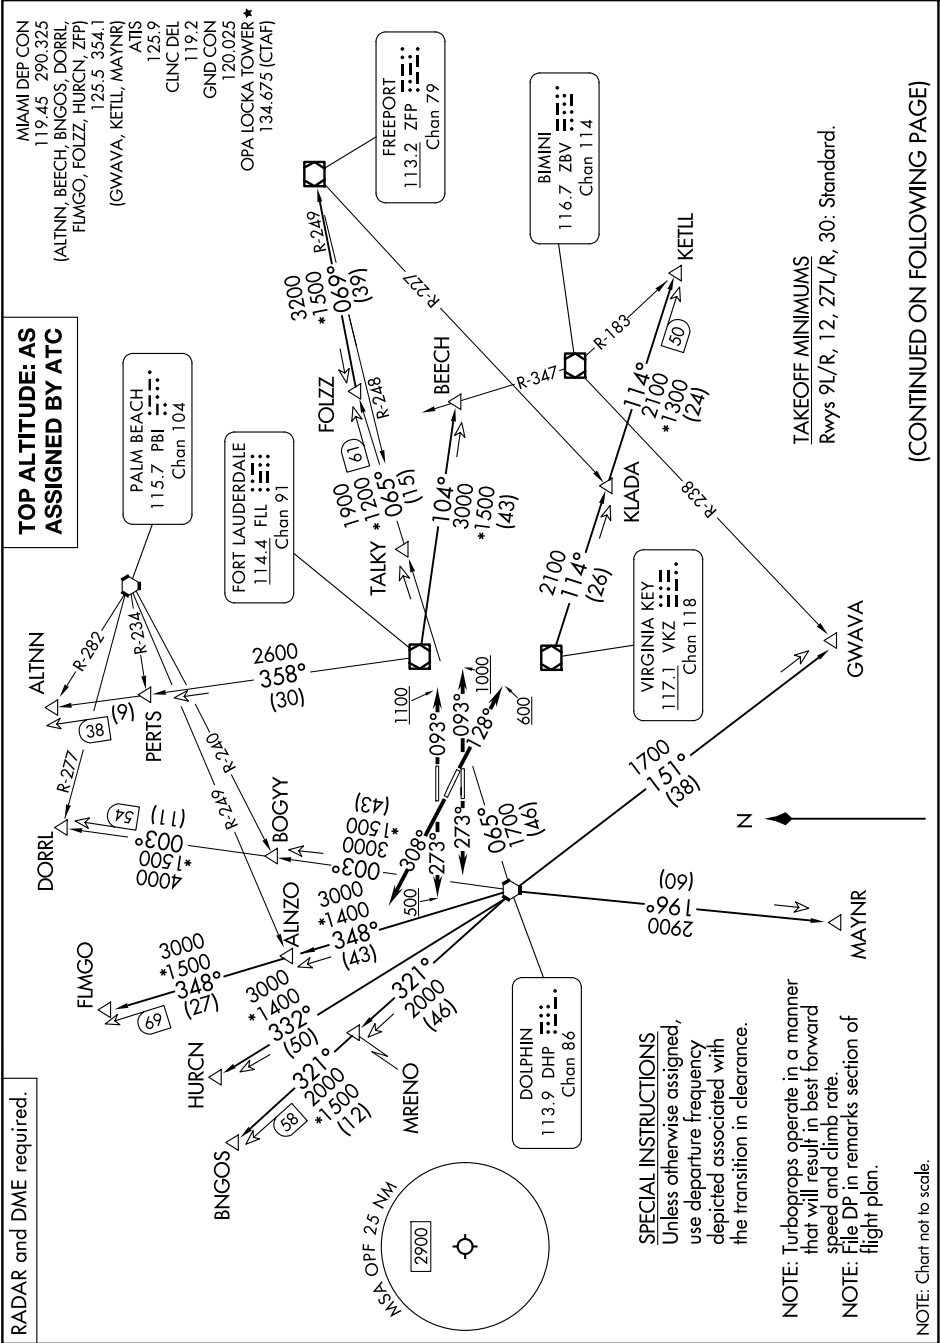 RADAR and DME required.
TOP ALTITUDE: AS
ASSIGNED BY ATC
MIAMI DEP CON
119.45 290.325
(ALTNN, BEECH, BNGOS, DORRL,
FLMGO, FOLZZ, HURCN, ZFP)
125.5 354.1
(GWAVA, KETLL, MAYNR)
ATIS
125.9
CLNC DEL
119.2
GND CON
120.025
OPA LOCKA TOWER★
134.675 (CTAF)
PALM BEACH
115.7 PBI
Chan 104
FORT LAUDERDALE
114.4 FLL
Chan 91
FREEPORT
113.2 ZFP
Chan 79
BIMINI
116.7 ZBV
Chan 114
VIRGINIA KEY
117.1 VKZ
Chan 118
DOLPHIN
113.9 DHP
Chan 86
ALTNN
R-282
R-234
38
(9)
PERTS
2600
358°
(30)
R-277
DORRL
54
4000
*1500
003°
(11)
R-240
R-249
BOGYY
3000
*1500
003°
(43)
FLMGO
69
3000
*1500
348°
(27)
ALNZO
3000
*1400
348°
(43)
HURCN
3000
*1400
332°
(50)
BNGOS
58
321°
2000
*1500
(12)
MRENO
321°
2000
(46)
FOLZZ
3200
*1500
069°
(39)
R-249
R-248
61
1900
*1200
065°
(15)
TALKY
BEECH
104°
3000
*1500
(43)
R-227
R-347
R-183
R-238
KETLL
50
114°
2100
*1300
(24)
KLADA
2100
114°
(26)
1100
093°
1000
093°
128°
600
308°
273°
273°
500
065°
1700
(46)
1700
151°
(38)
GWAVA
2900
196°
(60)
MAYNR
N
MSA OPF 25 NM
2900
SPECIAL INSTRUCTIONS
Unless otherwise assigned,
use departure frequency
depicted associated with
the transition in clearance.
NOTE: Turboprops operate in a manner
that will result in best forward
speed and climb rate.
NOTE: File DP in remarks section of
flight plan.
TAKEOFF MINIMUMS
Rwys 9L/R, 12, 27L/R, 30: Standard.
NOTE: Chart not to scale.
(CONTINUED ON FOLLOWING PAGE)